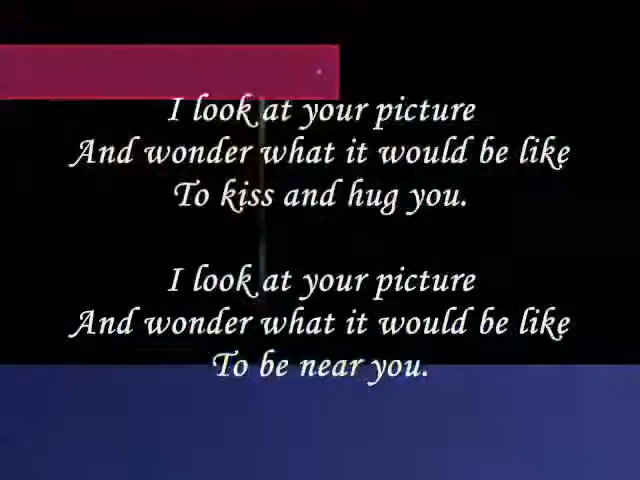 I look at your picture
And wonder what it would be like
To kiss and hug you.
I look at your picture
And wonder what it would be like
To be near you.